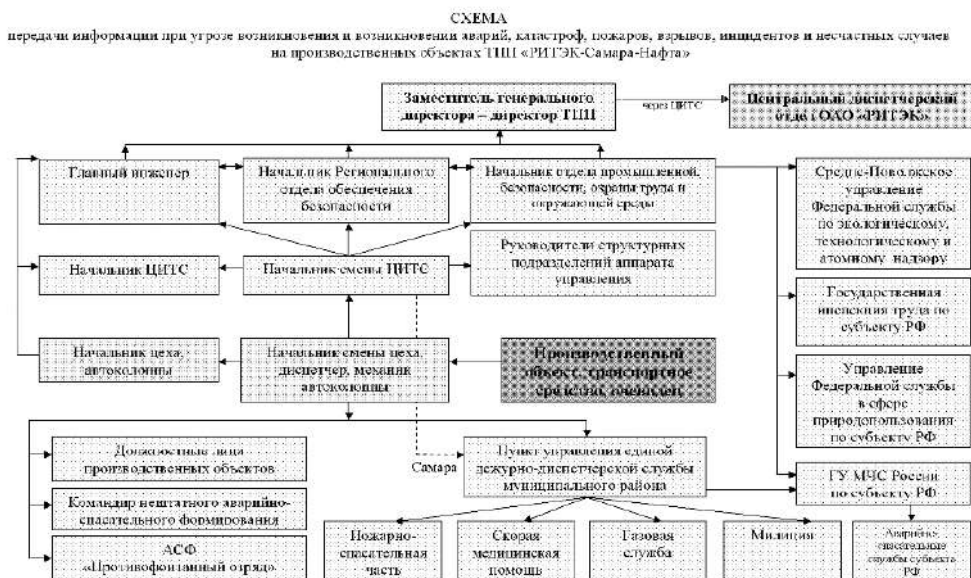 СХЕМА
передачи информации при угрозе возникновения и возникновении аварий, катастроф, пожаров, взрывов, инцидентов и несчастных случаев
на производственных объектах ТПП «РИТЭК-Самара-Нафта»
Заместитель генерального
директора – директор ТПП
через ЦИТС
Центральный диспетчерский
отдел ОАО «РИТЭК»
Главный инженер
Начальник Регионального
отдела обеспечения
безопасности
Начальник отдела промышленной
безопасности, охраны труда и
окружающей среды
Средне-Поволжское
управление
Федеральной службы
по экологическому,
технологическому и
атомному надзору
Начальник ЦИТС
Начальник смены ЦИТС
Руководители структурных
подразделений аппарата
управления
Государственная
инспекция труда по
субъекту РФ
Начальник цеха,
автоколонны
Начальник смены цеха,
диспетчер, механик
автоколонны
Производственный
объект, транспортное
средство, очевидец
Управление
Федеральной службы
в сфере
природопользования
по субъекту РФ
Должностные лица
производственных объектов
Самара
Пункт управления единой
дежурно-диспетчерской службы
муниципального района
ГУ МЧС России
по субъекту РФ
Командир нештатного аварийно-
спасательного формирования
АСФ
«Противофонтанный отряд»
Пожарно-
спасательная
часть
Скорая
медицинская
помощь
Газовая
служба
Милиция
Аварийно-
спасательные
службы субъекта
РФ